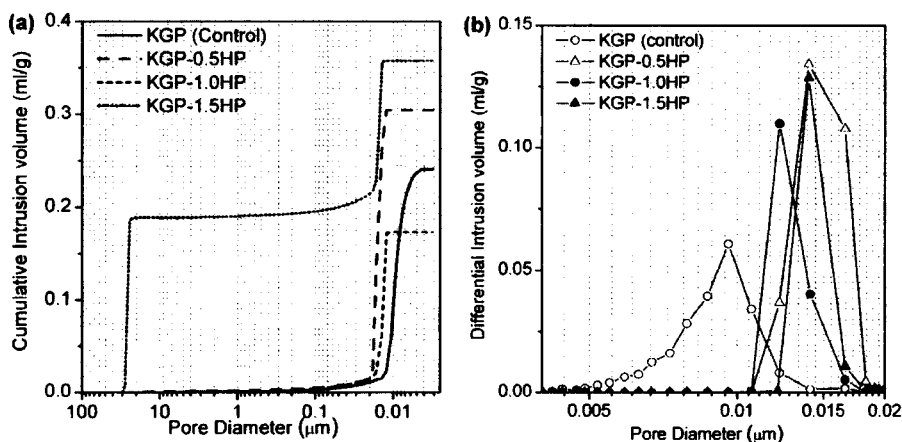 (a)
0.4
0.3
0.2
0.1
0.0
Cumulative Intrusion volume (ml/g)
KGP (Control)
KGP-0.5HP
KGP-1.0HP
KGP-1.5HP
100 10 1 0.1 0.01
Pore Diameter (μm)
(b)
0.15
0.10
0.05
0.00
Differential Intrusion volume (ml/g)
KGP (control)
KGP-0.5HP
KGP-1.0HP
KGP-1.5HP
0.005 0.01 0.015 0.02
Pore Diameter (μm)